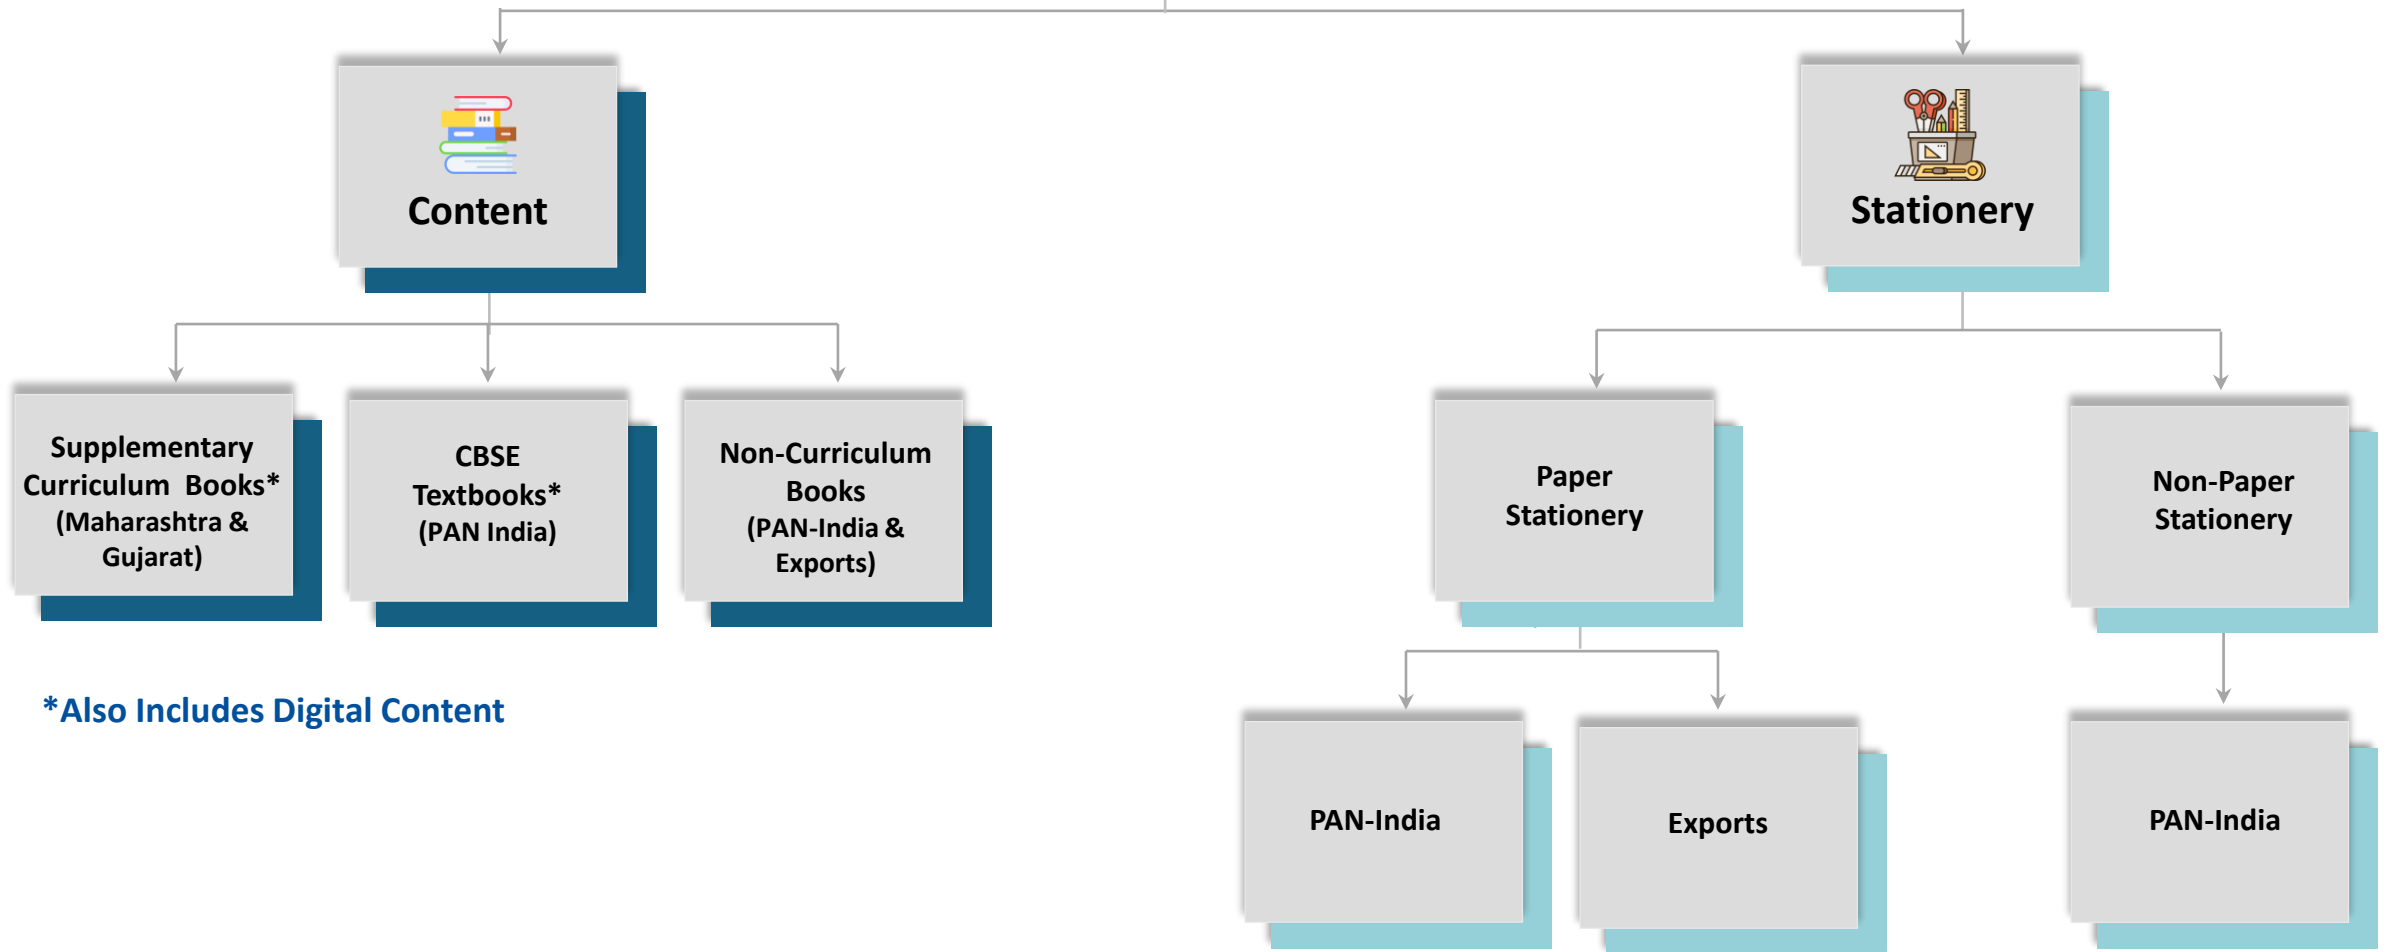 Content
Stationery
Supplementary
Curriculum Books*
(Maharashtra &
Gujarat)
CBSE
Textbooks*
(PAN India)
Non-Curriculum
Books
(PAN-India &
Exports)
Paper
Stationery
Non-Paper
Stationery
*Also Includes Digital Content
PAN-India
Exports
PAN-India